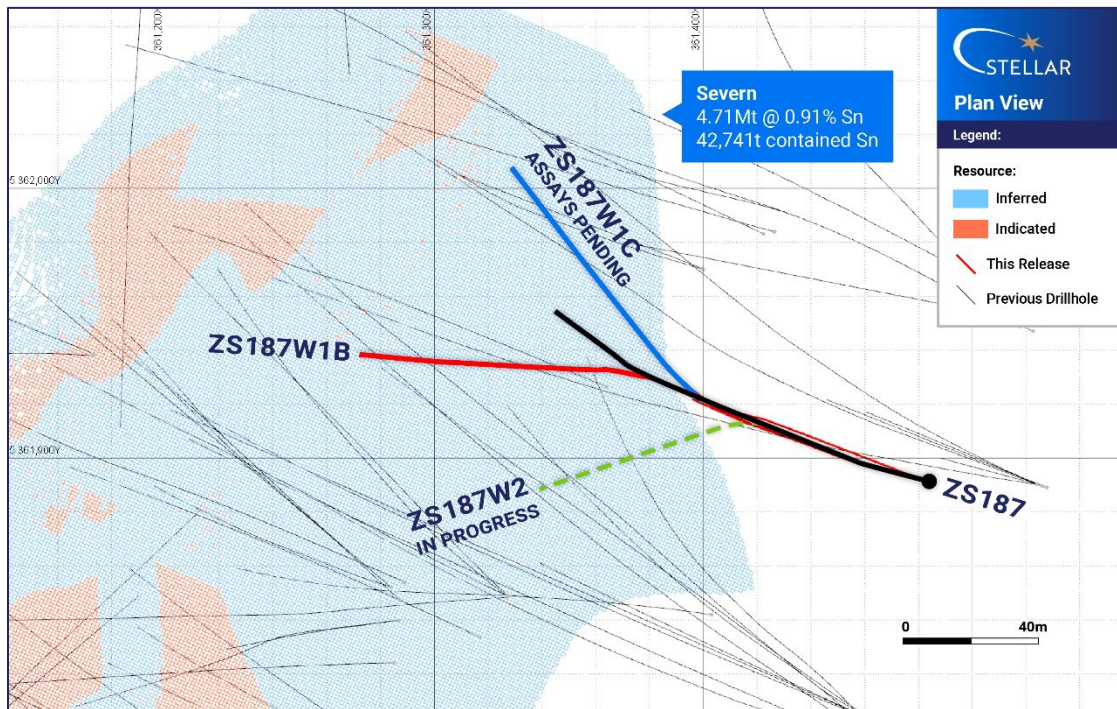 361,200
361,300
361,400
STELLAR
Plan View
Legend:
Resource:
Inferred
Indicated
This Release
Previous Drillhole
Severn
4.71Mt @ 0.91% Sn
42,741t contained Sn
5 362,000Y
ZS187W1C
ASSAYS PENDING
ZS187W1B
5 361,900Y
ZS187W2
IN PROGRESS
ZS187
0 40m